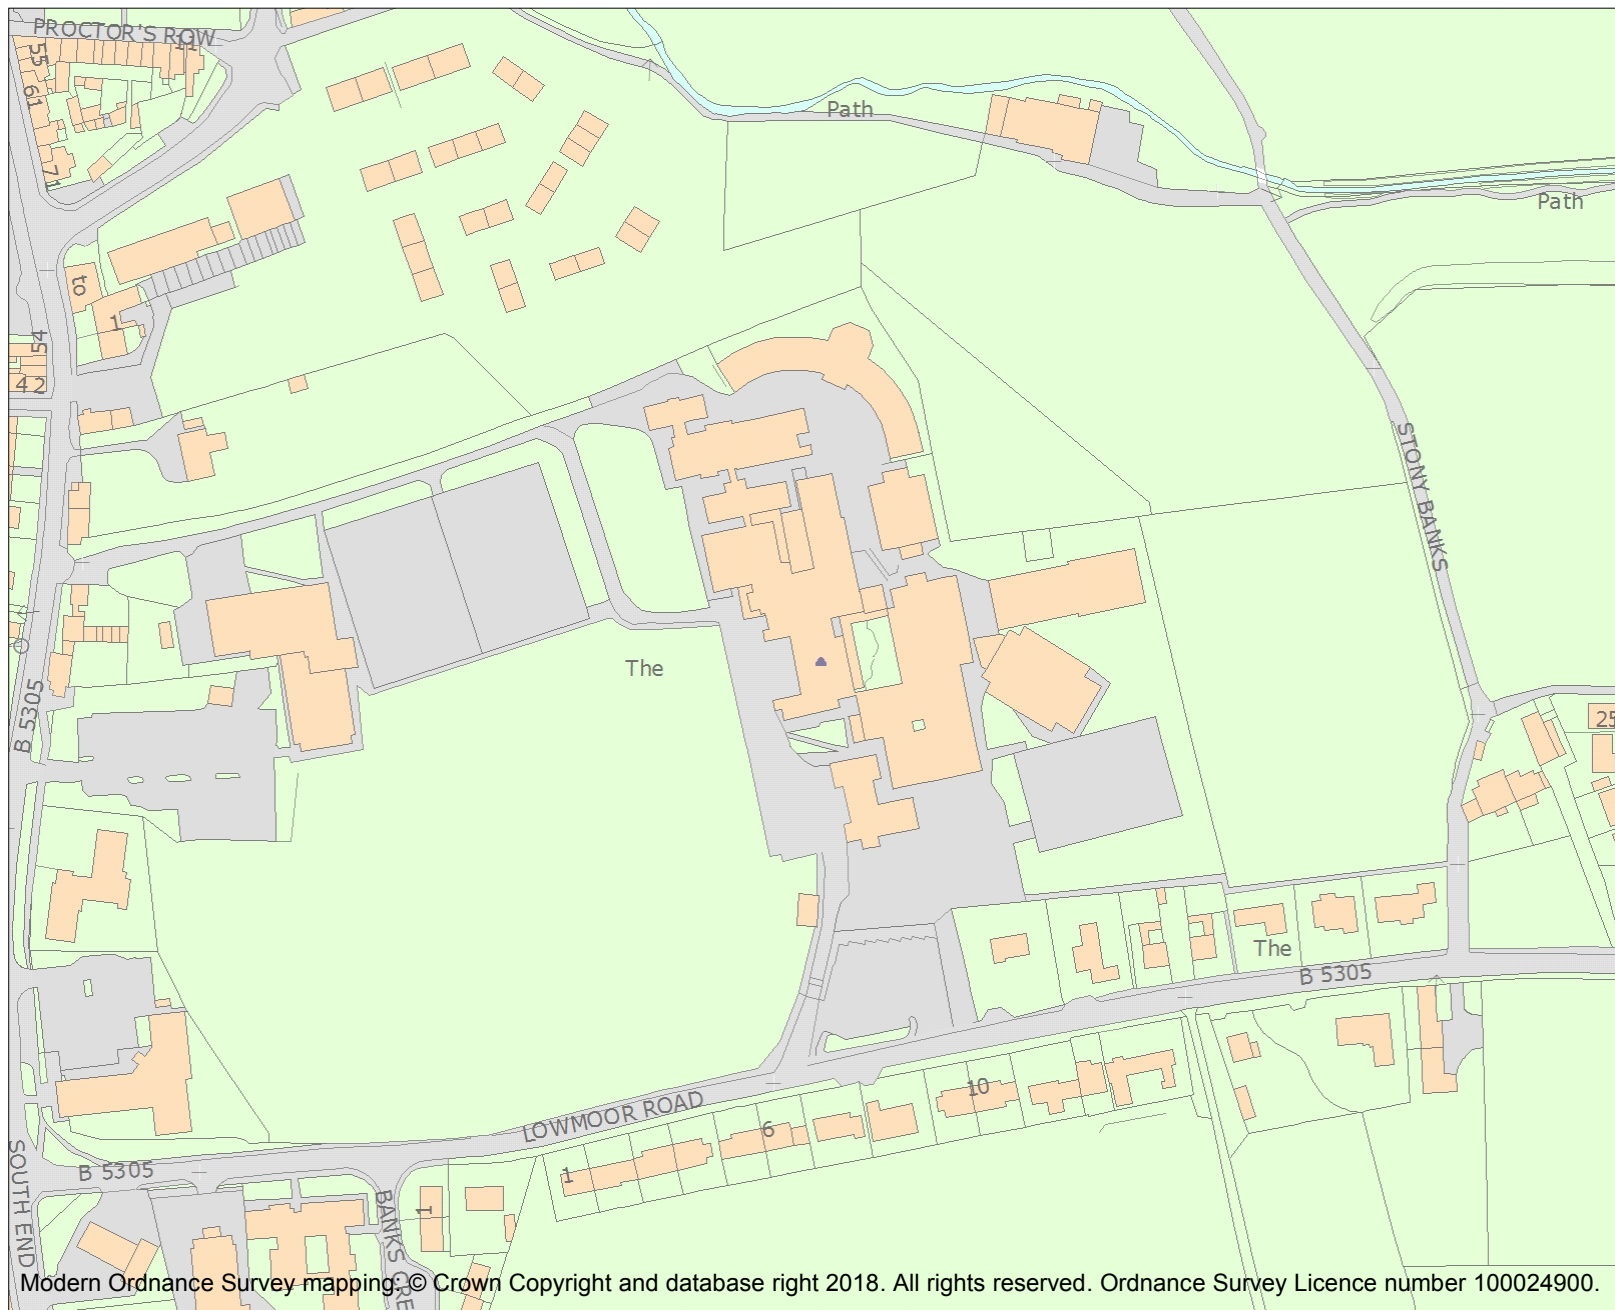 PROCTOR'S ROW
11
55
61
71
Path
Path
to
1
54
42
STONY BANKS
The
B 5305
25
The
B 5305
LOWMOOR ROAD
10
6
1
B 5305
SOUTH END
BANKS CRE
1
Modern Ordnance Survey mapping: © Crown Copyright and database right 2018. All rights reserved. Ordnance Survey Licence number 100024900.